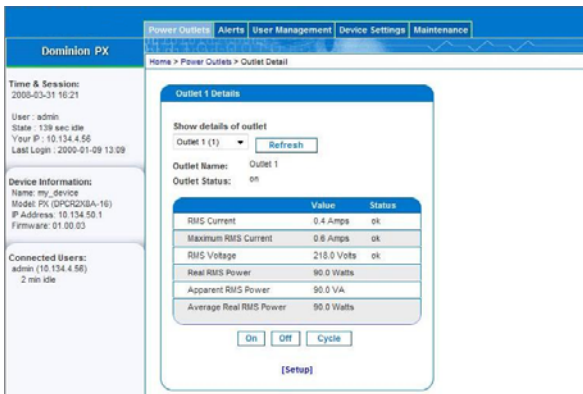 Power Outlets Alerts User Management Device Settings Maintenance
Dominion PX
Home > Power Outlets > Outlet Detail
Time & Session:
2008-03-31 16:21
User : admin
State : 139 sec idle
Your IP : 10.134.4.56
Last Login : 2000-01-09 13:09
Device Information:
Name: my_device
Model: PX (DPCR2X8A-16)
IP Address: 10.134.50.1
Firmware: 01.00.03
Connected Users:
admin (10.134.4.56)
2 min idle
Outlet 1 Details
Show details of outlet
Outlet 1 (1) Refresh
Outlet Name: Outlet 1
Outlet Status: on
Value Status
RMS Current 0.4 Amps ok
Maximum RMS Current 0.6 Amps ok
RMS Voltage 218.0 Volts ok
Real RMS Power 90.0 Watts
Apparent RMS Power 90.0 VA
Average Real RMS Power 90.0 Watts
On Off Cycle
[Setup]